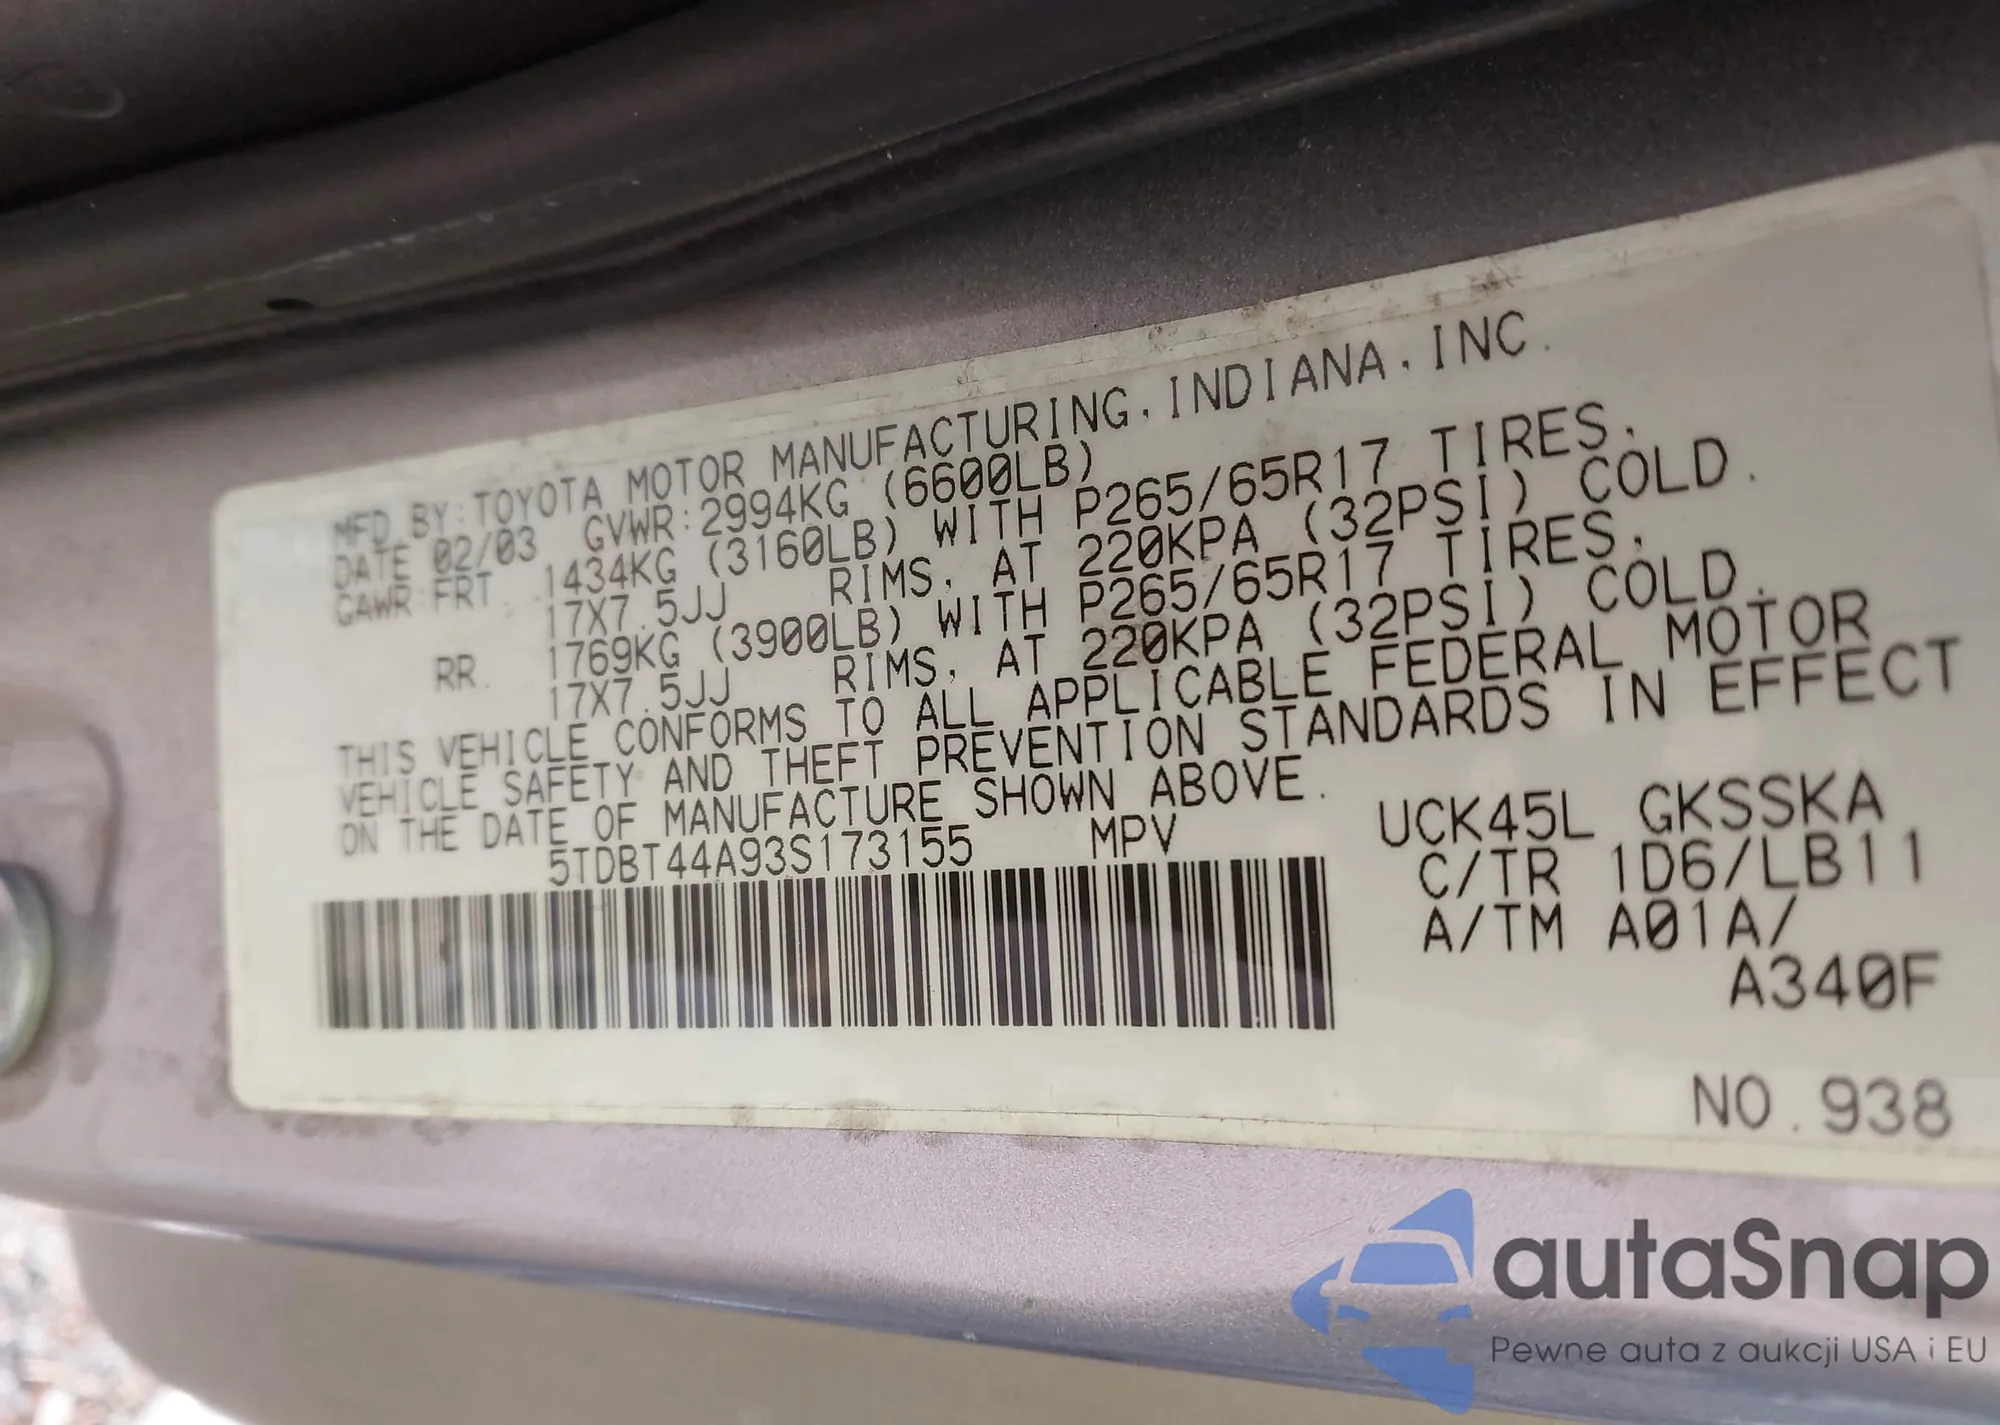 MFD. BY: TOYOTA MOTOR MANUFACTURING, INDIANA, INC.
DATE 02/03 GVWR: 2994KG (6600LB)
GAWR: FRT. 1434KG (3160LB) WITH P265/65R17 TIRES,
17X7.5JJ RIMS, AT 220KPA (32PSI) COLD.
RR. 1769KG (3900LB) WITH P265/65R17 TIRES,
17X7.5JJ RIMS, AT 220KPA (32PSI) COLD.
THIS VEHICLE CONFORMS TO ALL APPLICABLE FEDERAL MOTOR
VEHICLE SAFETY AND THEFT PREVENTION STANDARDS IN EFFECT
ON THE DATE OF MANUFACTURE SHOWN ABOVE.
5TDBT44A93S173155 MPV
UCK45L GKSSKA
C/TR 1D6/LB11
A/TM A01A/
A340F
NO.938
autaSnap
Pewne auta z aukcji USA i EU